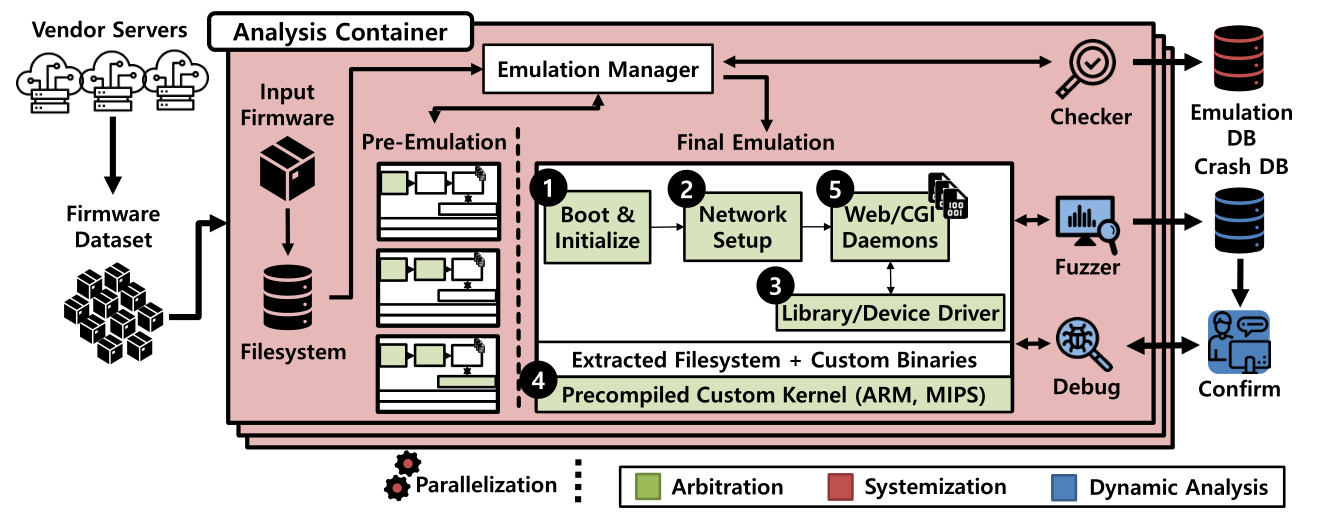 Vendor Servers
Firmware
Dataset
Analysis Container
Input
Firmware
Filesystem
Emulation Manager
Pre-Emulation
Final Emulation
1
Boot &
Initialize
2
Network
Setup
5
Web/CGI
Daemons
3
Library/Device Driver
Extracted Filesystem + Custom Binaries
4
Precompiled Custom Kernel (ARM, MIPS)
Checker
Fuzzer
Debug
Emulation
DB
Crash DB
Confirm
Parallelization
Arbitration
Systemization
Dynamic Analysis